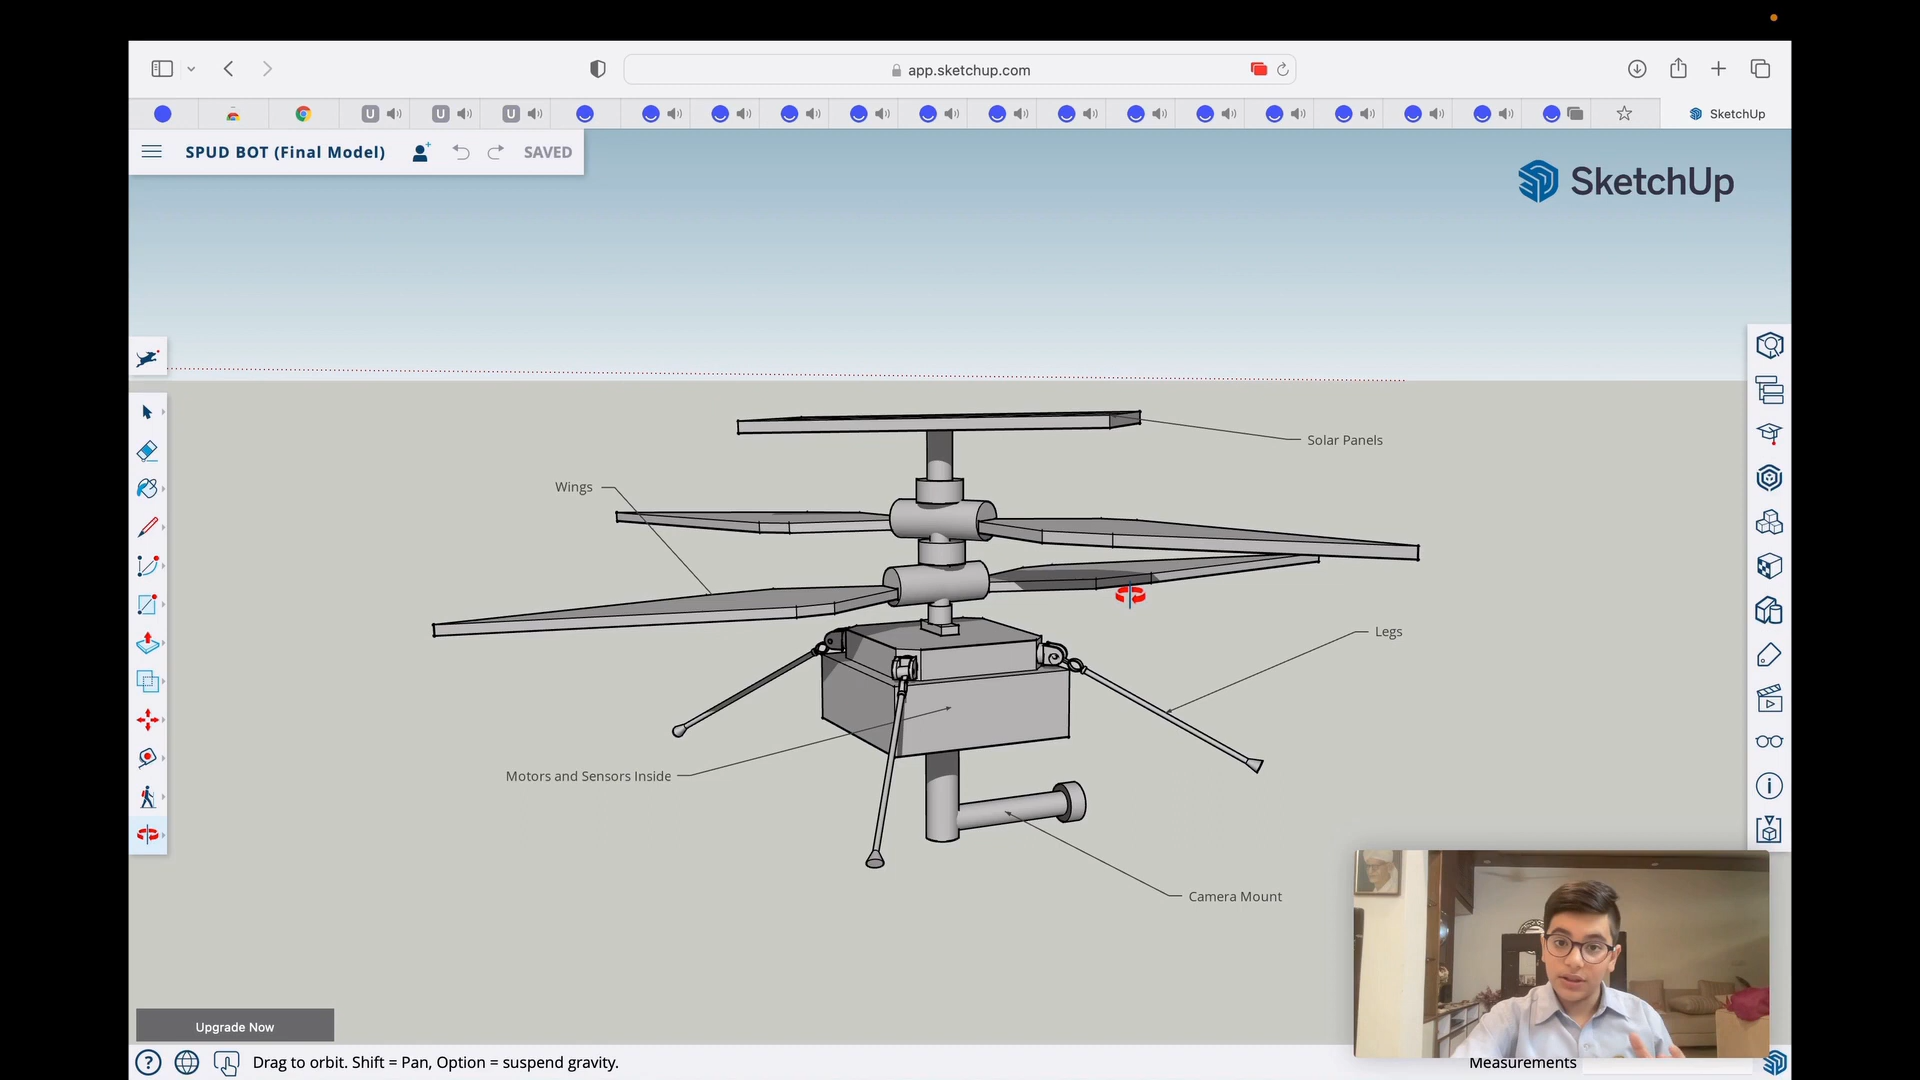 app.sketchup.com
U
U
U
SketchUp
SPUD BOT (Final Model)
SAVED
SketchUp
Solar Panels
Wings
Legs
Motors and Sensors Inside
Camera Mount
Upgrade Now
Drag to orbit. Shift = Pan, Option = suspend gravity.
Measurements